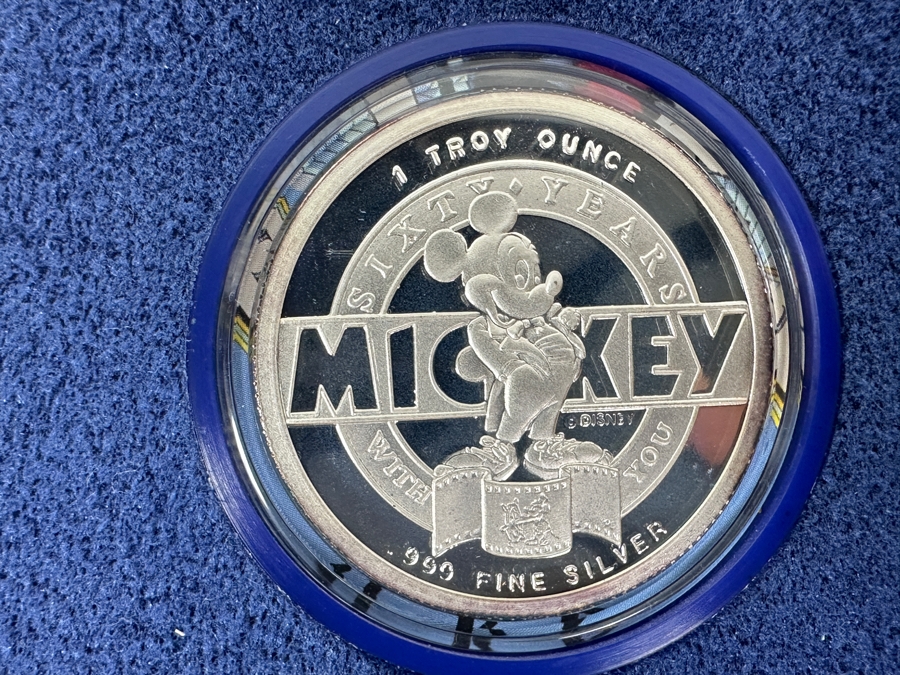 1 TROY OUNCE
SIXTY · YEARS
MICKEY
© DISNEY
WITH YOU
.999 FINE SILVER